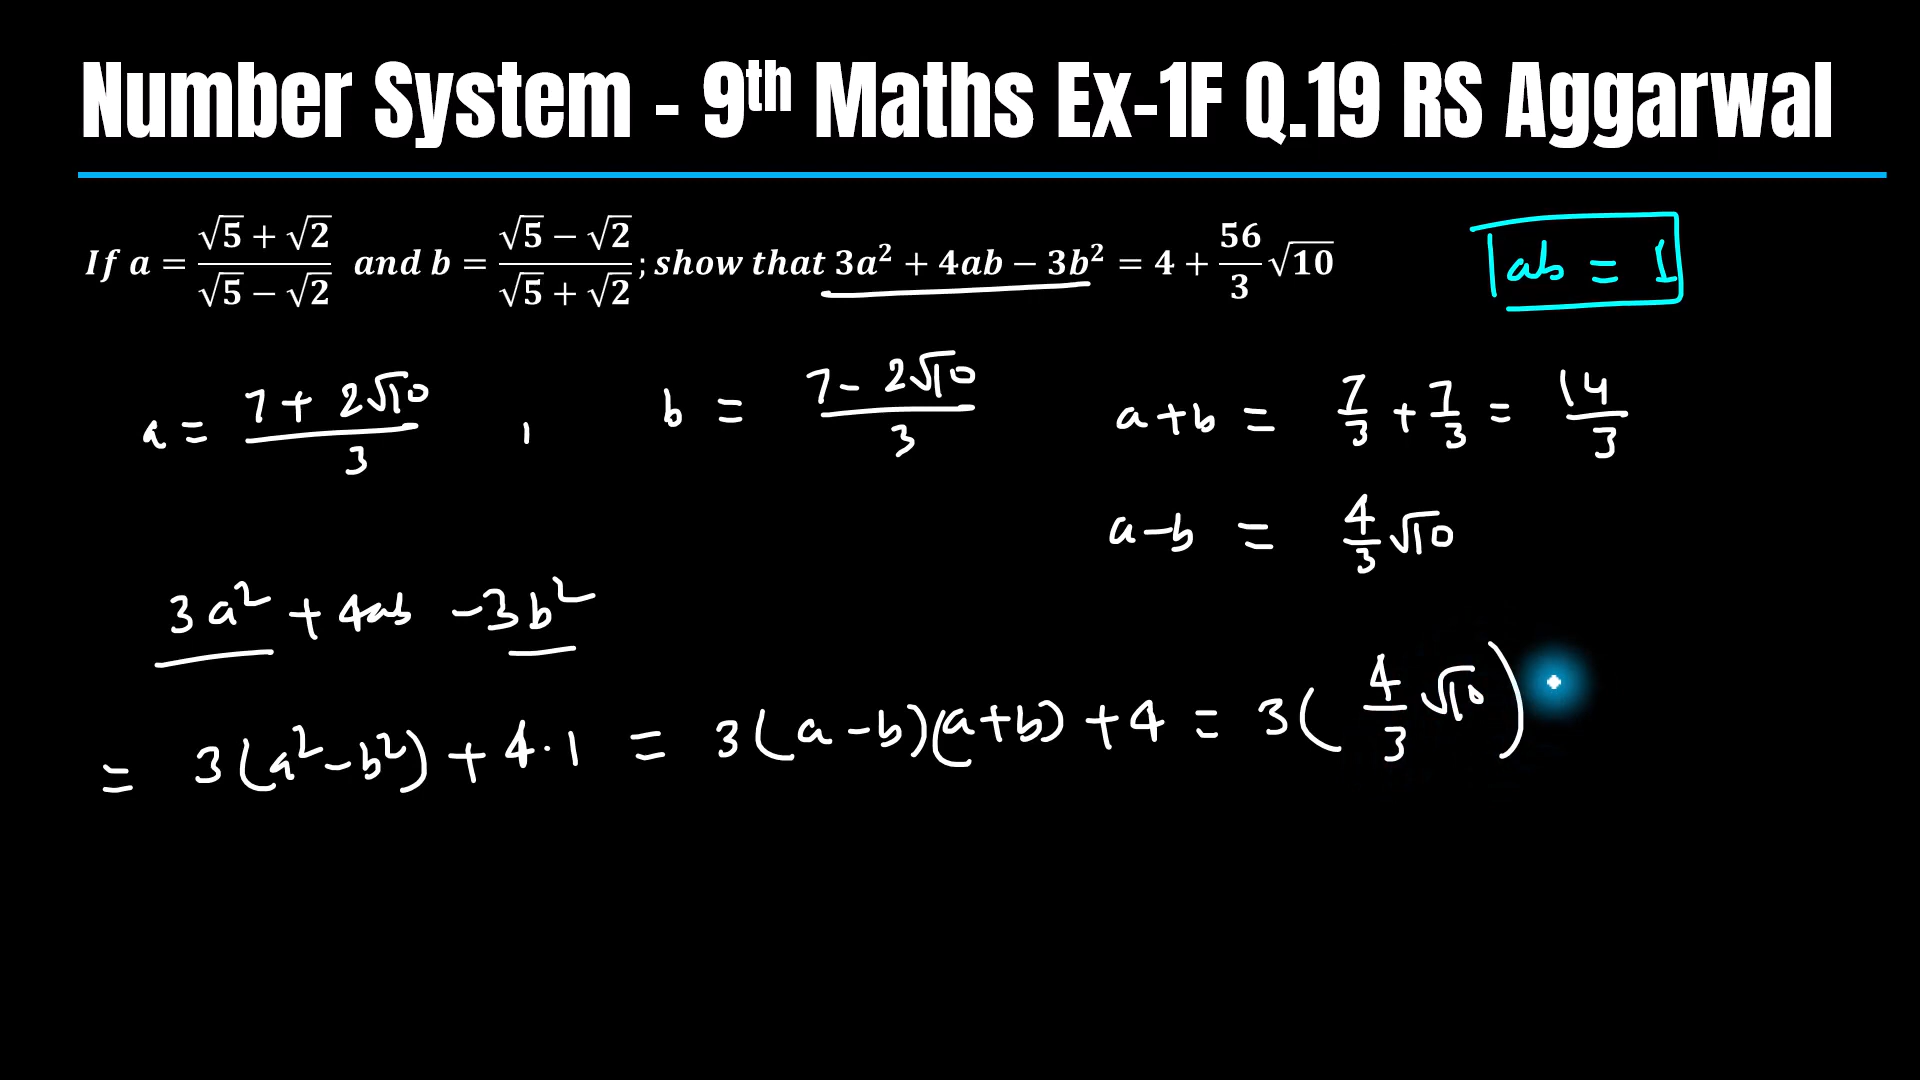 Number System - 9th Maths Ex-1F Q.19 RS Aggarwal
If a = (√5 + √2)/(√5 − √2) and b = (√5 − √2)/(√5 + √2); show that 3a² + 4ab − 3b² = 4 + 56/3 √10
ab = 1
a = (7 + 2√10)/3 , b = (7 − 2√10)/3
a + b = 7/3 + 7/3 = 14/3
a − b = 4/3 √10
3a² + 4ab − 3b²
= 3(a² − b²) + 4·1 = 3(a − b)(a + b) + 4 = 3(4/3 √10)